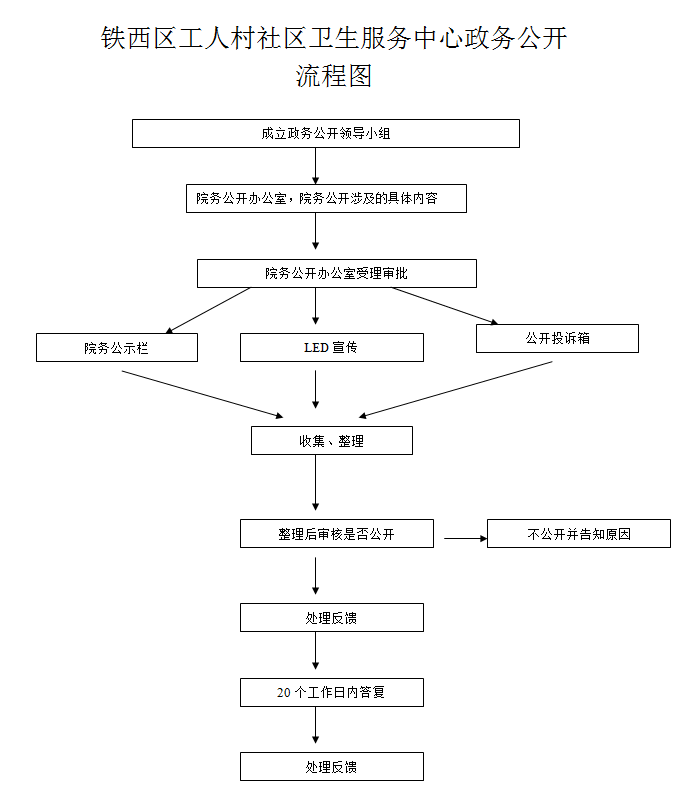 铁西区工人村社区卫生服务中心政务公开
流程图
成立政务公开领导小组
院务公开办公室，院务公开涉及的具体内容
院务公开办公室受理审批
院务公示栏
LED 宣传
公开投诉箱
收集、整理
整理后审核是否公开
不公开并告知原因
处理反馈
20 个工作日内答复
处理反馈